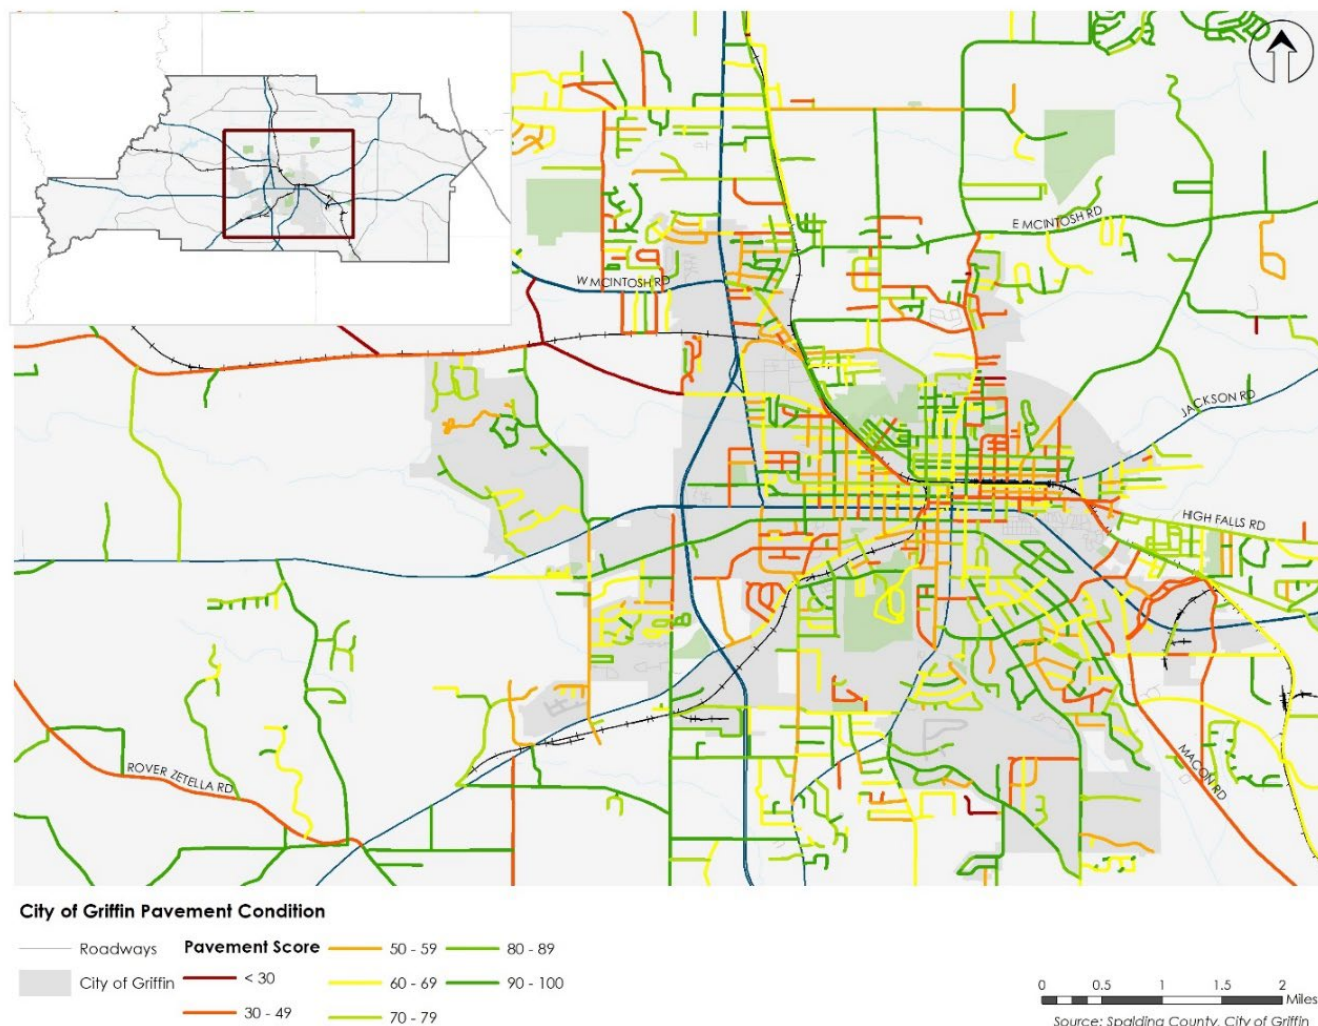 E MCINTOSH RD
W MCINTOSH RD
JACKSON RD
HIGH FALLS RD
ROVER ZETELLA RD
MACON RD
City of Griffin Pavement Condition
Roadways
City of Griffin
Pavement Score
< 30
30 - 49
50 - 59
60 - 69
70 - 79
80 - 89
90 - 100
0 0.5 1 1.5 2
Miles
Source: Spalding County, City of Griffin